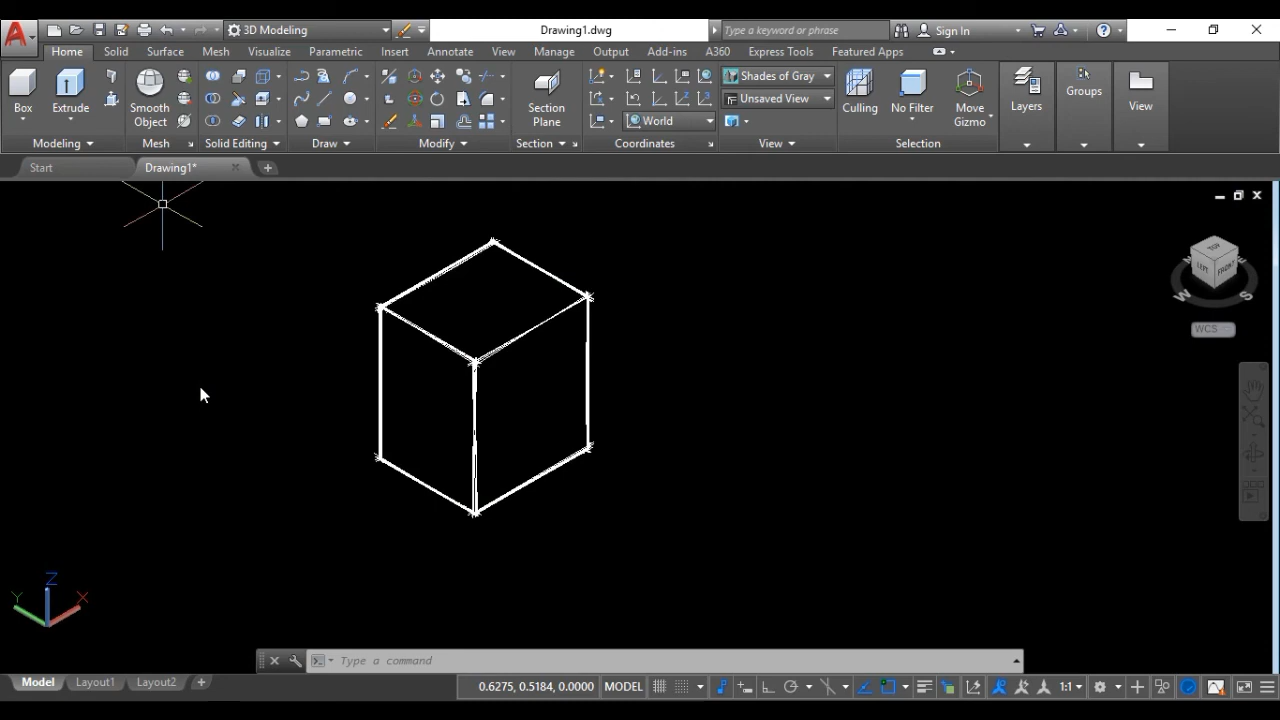 3D Modeling Drawing1.dwg Type a keyword or phrase Sign In
Home Solid Surface Mesh Visualize Parametric Insert Annotate View Manage Output Add-ins A360 Express Tools Featured Apps
Shades of Gray
Unsaved View
World
Box Extrude Smooth Object Section Plane Culling No Filter Move Gizmo Layers Groups View
Modeling Mesh Solid Editing Draw Modify Section Coordinates View Selection
Start Drawing1*
TOP
LEFT FRONT
W S
WCS
Z
Y X
Type a command
Model Layout1 Layout2 0.6275, 0.5184, 0.0000 MODEL 1:1